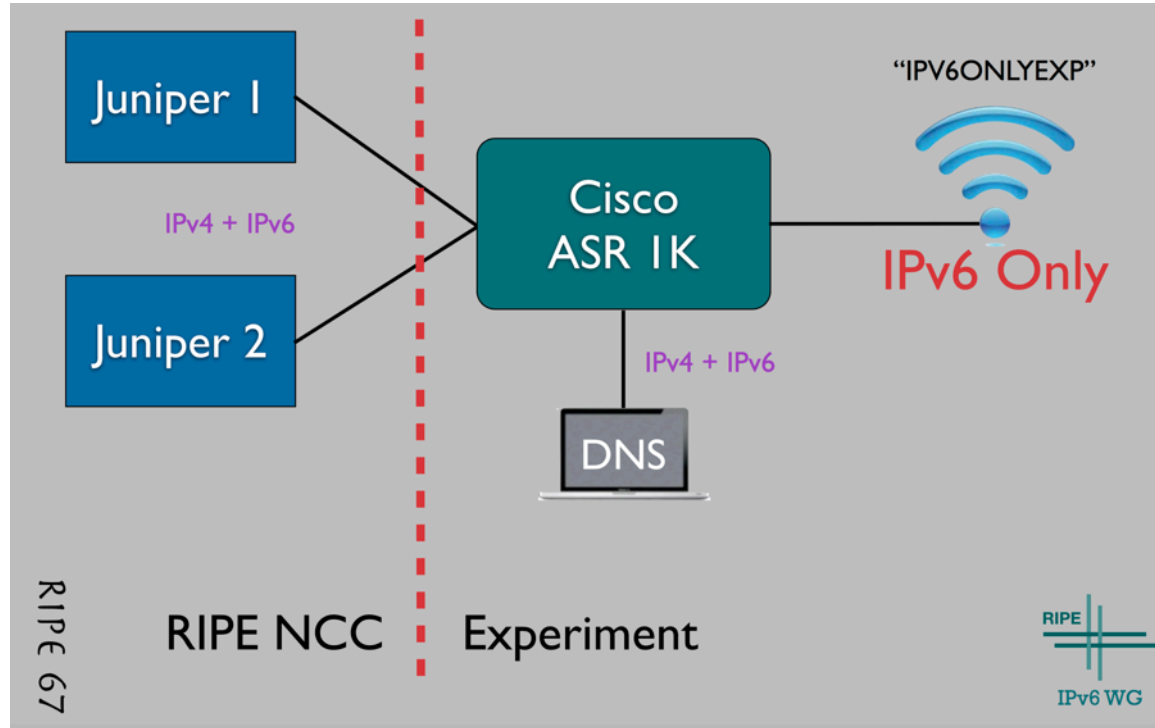 Juniper 1
IPv4 + IPv6
Juniper 2
Cisco
ASR 1K
“IPV6ONLYEXP”
IPv6 Only
IPv4 + IPv6
DNS
RIPE NCC
Experiment
RIPE 67
RIPE
IPv6 WG